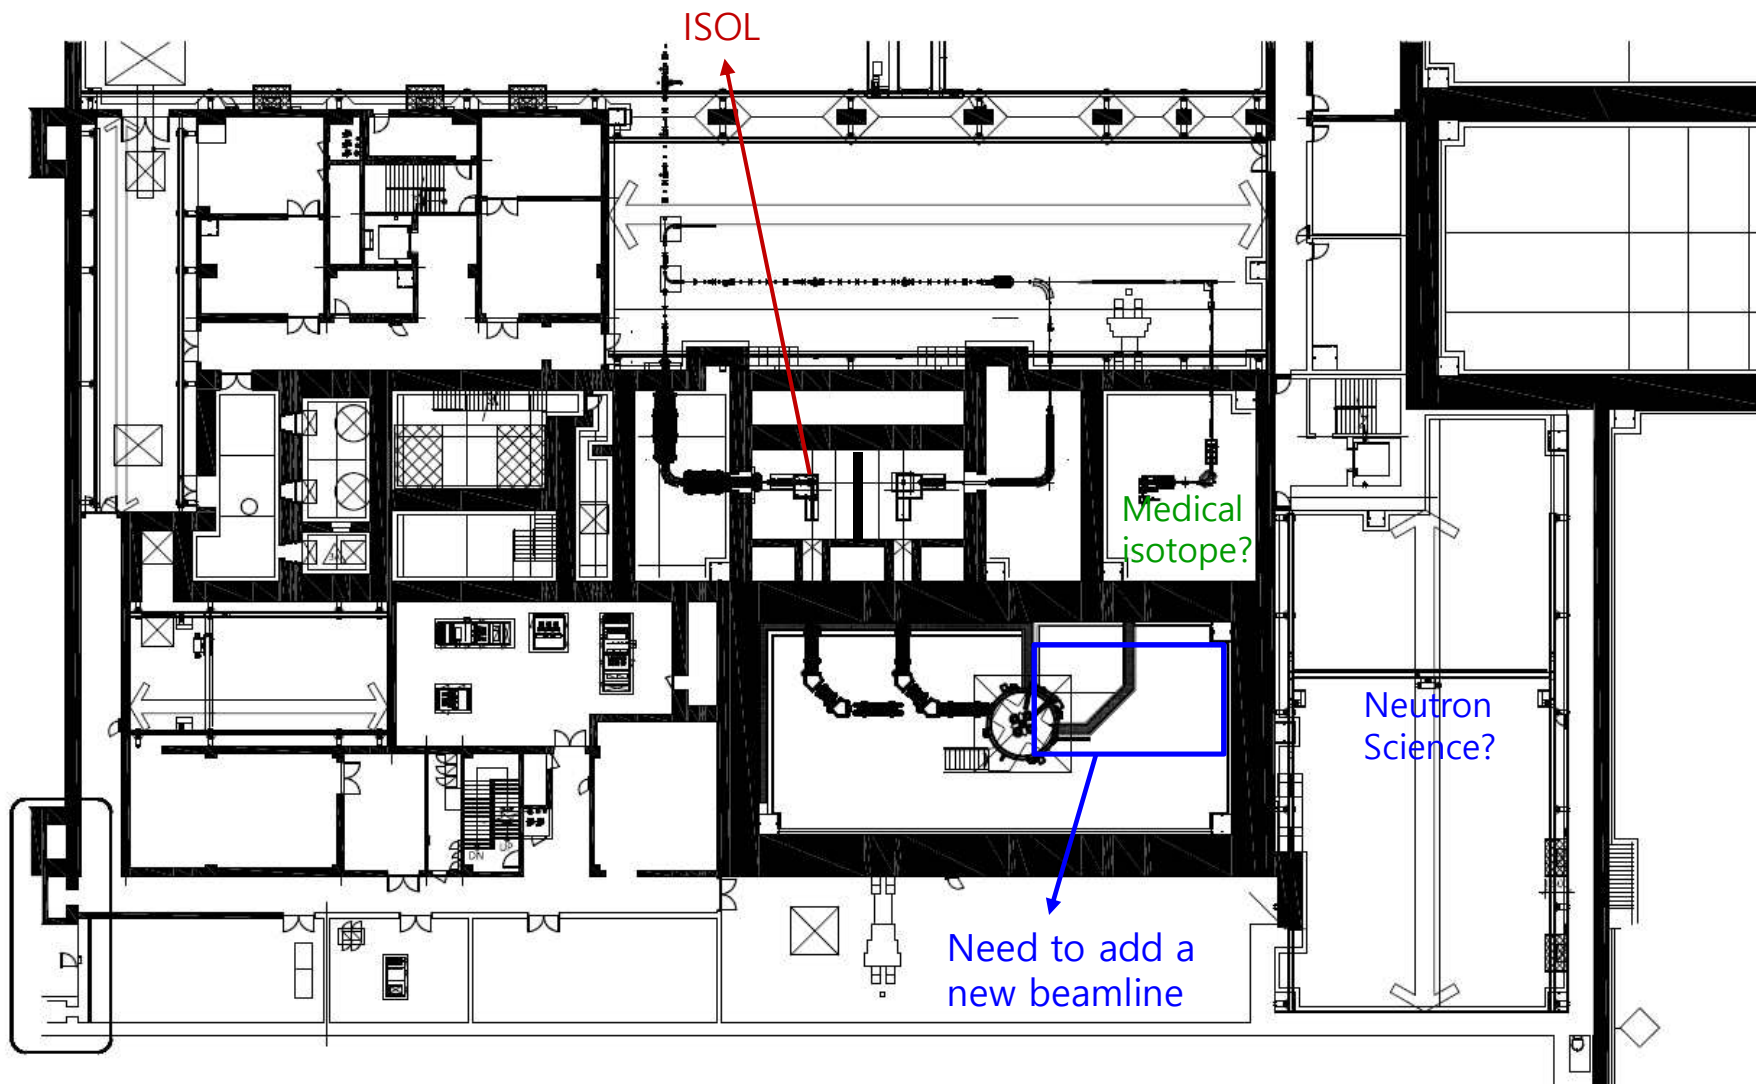 ISOL
Medical
isotope?
Neutron
Science?
DN
UP
Need to add a
new beamline